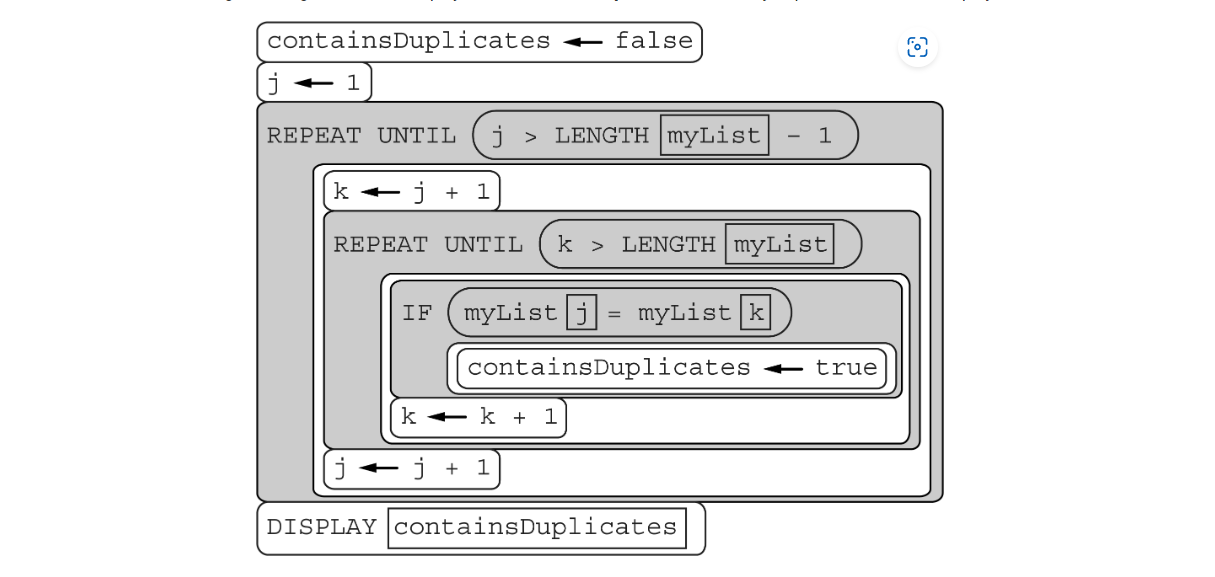 containsDuplicates ← false
j ← 1
REPEAT UNTIL j > LENGTH myList - 1
k ← j + 1
REPEAT UNTIL k > LENGTH myList
IF myList j = myList k
containsDuplicates ← true
k ← k + 1
j ← j + 1
DISPLAY containsDuplicates